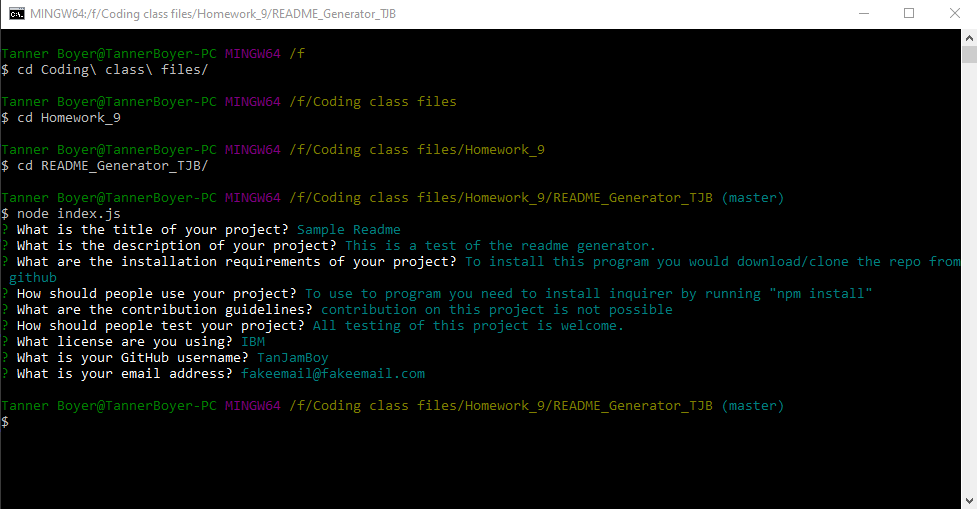 MINGW64:/f/Coding class files/Homework_9/README_Generator_TJB
Tanner Boyer@TannerBoyer-PC MINGW64 /f
$ cd Coding\ class\ files/
Tanner Boyer@TannerBoyer-PC MINGW64 /f/Coding class files
$ cd Homework_9
Tanner Boyer@TannerBoyer-PC MINGW64 /f/Coding class files/Homework_9
$ cd README_Generator_TJB/
Tanner Boyer@TannerBoyer-PC MINGW64 /f/Coding class files/Homework_9/README_Generator_TJB (master)
$ node index.js
? What is the title of your project? Sample Readme
? What is the description of your project? This is a test of the readme generator.
? What are the installation requirements of your project? To install this program you would download/clone the repo from
github
? How should people use your project? To use to program you need to install inquirer by running "npm install"
? What are the contribution guidelines? contribution on this project is not possible
? How should people test your project? All testing of this project is welcome.
? What license are you using? IBM
? What is your GitHub username? TanJamBoy
? What is your email address? fakeemail@fakeemail.com
Tanner Boyer@TannerBoyer-PC MINGW64 /f/Coding class files/Homework_9/README_Generator_TJB (master)
$